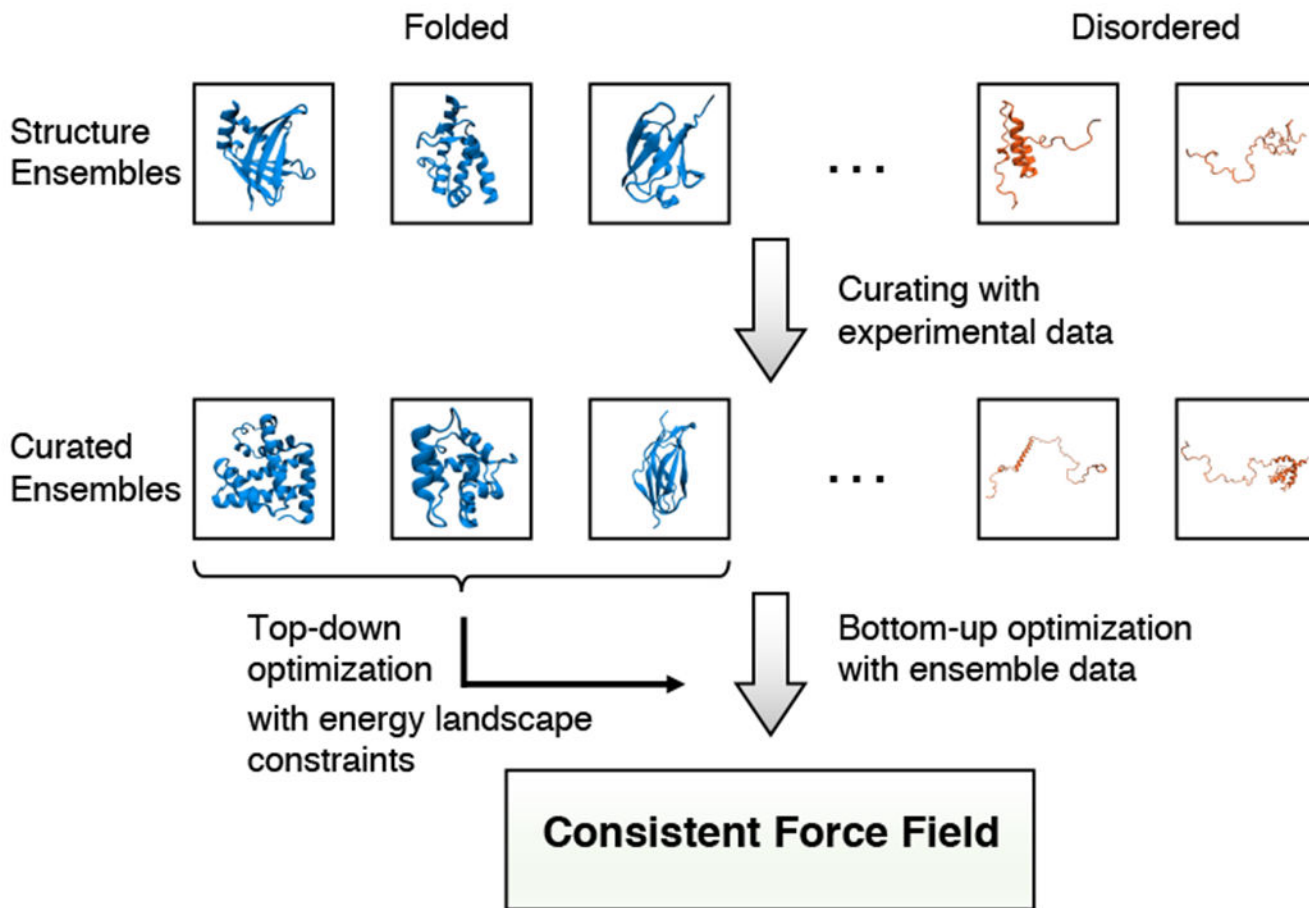 Folded
Disordered
Structure
Ensembles
...
Curating with
experimental data
Curated
Ensembles
...
Top-down
optimization
with energy landscape
constraints
Bottom-up optimization
with ensemble data
Consistent Force Field